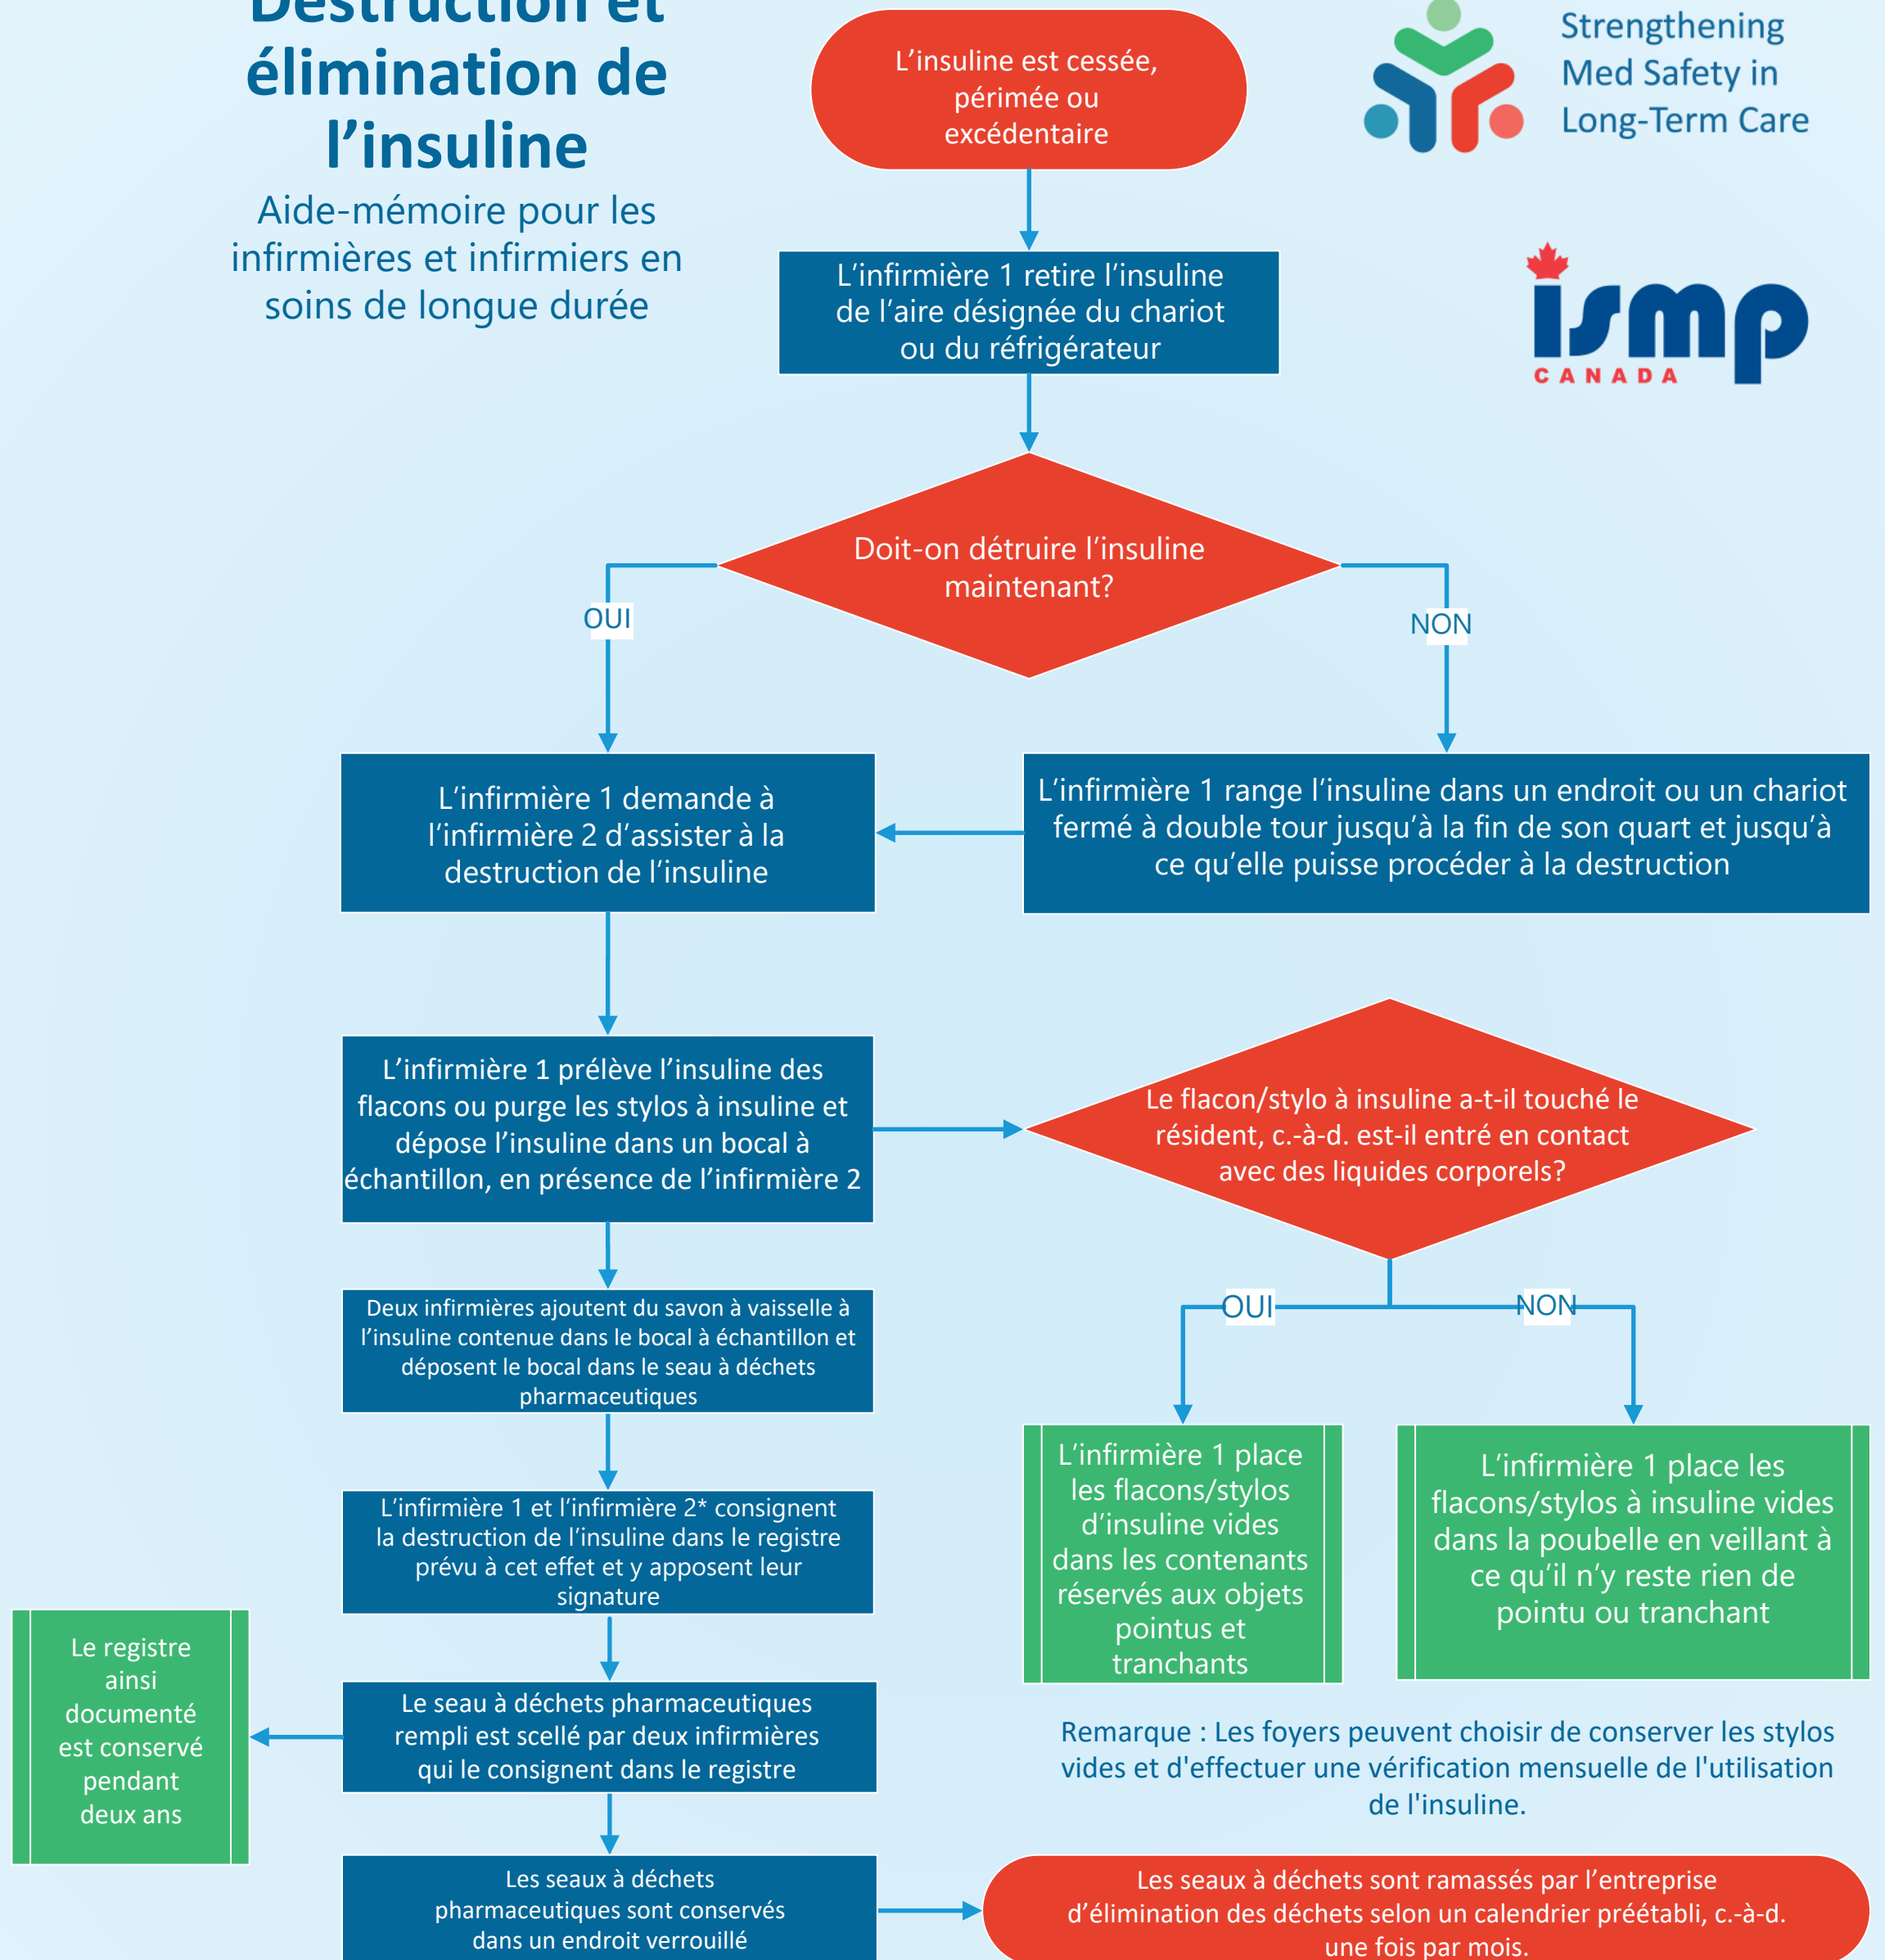 Destruction et
élimination de
l’insuline
Aide-mémoire pour les
infirmières et infirmiers en
soins de longue durée
L’insuline est cessée,
périmée ou
excédentaire
Strengthening
Med Safety in
Long-Term Care
ismp
CANADA
L’infirmière 1 retire l’insuline
de l’aire désignée du chariot
ou du réfrigérateur
Doit-on détruire l’insuline
maintenant?
OUI
NON
L’infirmière 1 demande à
l’infirmière 2 d’assister à la
destruction de l’insuline
L’infirmière 1 range l’insuline dans un endroit ou un chariot
fermé à double tour jusqu’à la fin de son quart et jusqu’à
ce qu’elle puisse procéder à la destruction
L’infirmière 1 prélève l’insuline des
flacons ou purge les stylos à insuline et
dépose l’insuline dans un bocal à
échantillon, en présence de l’infirmière 2
Le flacon/stylo à insuline a-t-il touché le
résident, c.-à-d. est-il entré en contact
avec des liquides corporels?
OUI
NON
Deux infirmières ajoutent du savon à vaisselle à
l’insuline contenue dans le bocal à échantillon et
déposent le bocal dans le seau à déchets
pharmaceutiques
L’infirmière 1 place
les flacons/stylos
d’insuline vides
dans les contenants
réservés aux objets
pointus et
tranchants
L’infirmière 1 place les
flacons/stylos à insuline vides
dans la poubelle en veillant à
ce qu’il n’y reste rien de
pointu ou tranchant
L’infirmière 1 et l’infirmière 2* consignent
la destruction de l’insuline dans le registre
prévu à cet effet et y apposent leur
signature
Le registre
ainsi
documenté
est conservé
pendant
deux ans
Le seau à déchets pharmaceutiques
rempli est scellé par deux infirmières
qui le consignent dans le registre
Remarque : Les foyers peuvent choisir de conserver les stylos
vides et d'effectuer une vérification mensuelle de l'utilisation
de l'insuline.
Les seaux à déchets
pharmaceutiques sont conservés
dans un endroit verrouillé
Les seaux à déchets sont ramassés par l’entreprise
d’élimination des déchets selon un calendrier préétabli, c.-à-d.
une fois par mois.